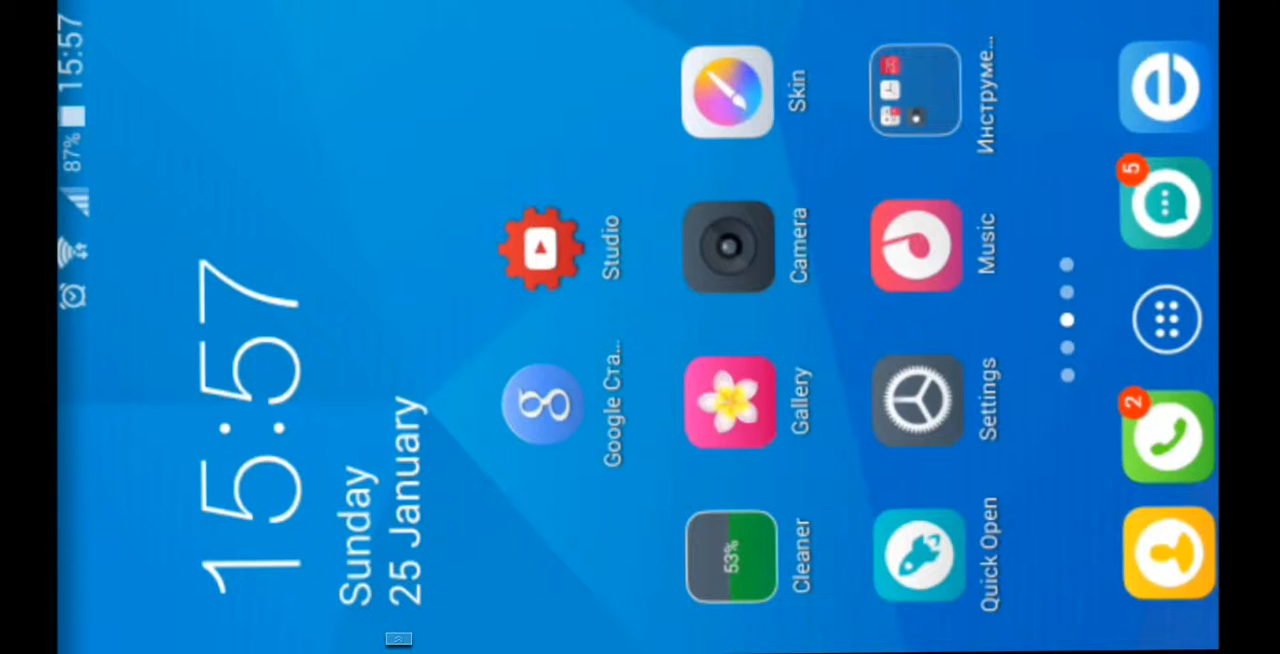 87% 15:57
15:57
Sunday
25 January
Google Ста...
Studio
53%
Cleaner
Gallery
Camera
Skin
Quick Open
Settings
Music
Инструме...
2
5